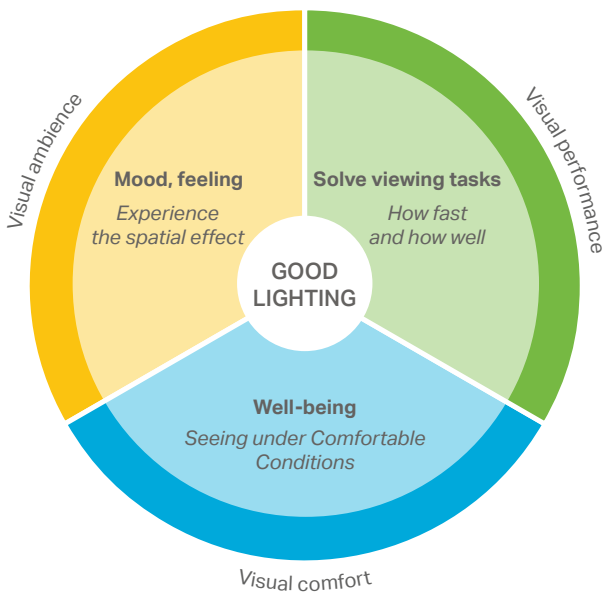 Visual ambience
Visual performance
Mood, feeling
Experience
the spatial effect
Solve viewing tasks
How fast
and how well
GOOD
LIGHTING
Well-being
Seeing under Comfortable
Conditions
Visual comfort